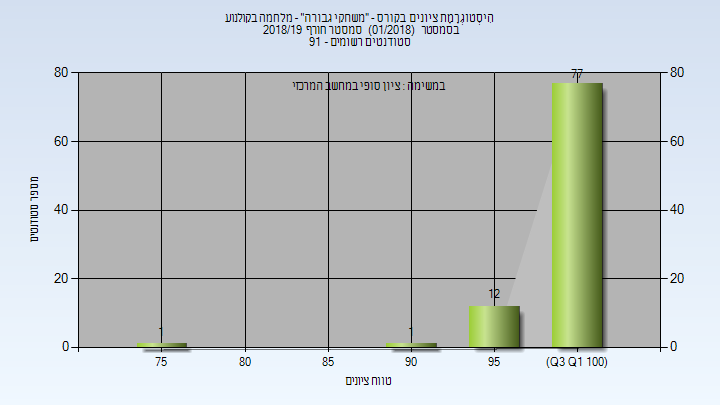 הִיסְטוֹגְרָמַת ציונים בקורס - "משחקי גבורה" - מלחמה בקולנוע
בסמסטר (01/2018) סמסטר חורף 2018/19
סטודנטים רשומים - 91
במשימה : ציון סופי במחשב המרכזי
מספר סטודנטים
80
60
40
20
0
80
60
40
20
0
1
1
12
77
75
80
85
90
95
(Q3 Q1 100)
טווח ציונים